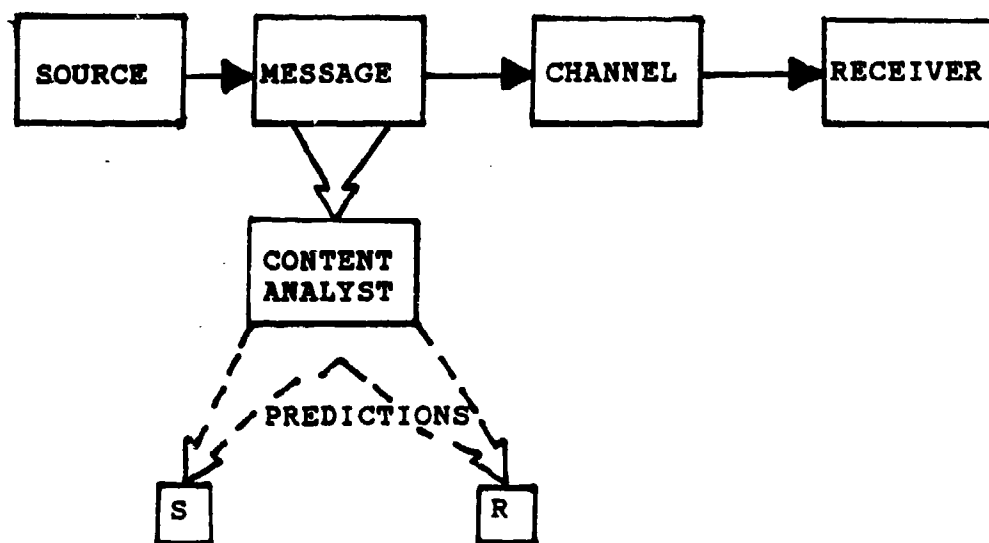 SOURCE
MESSAGE
CHANNEL
RECEIVER
CONTENT
ANALYST
PREDICTIONS
S
R